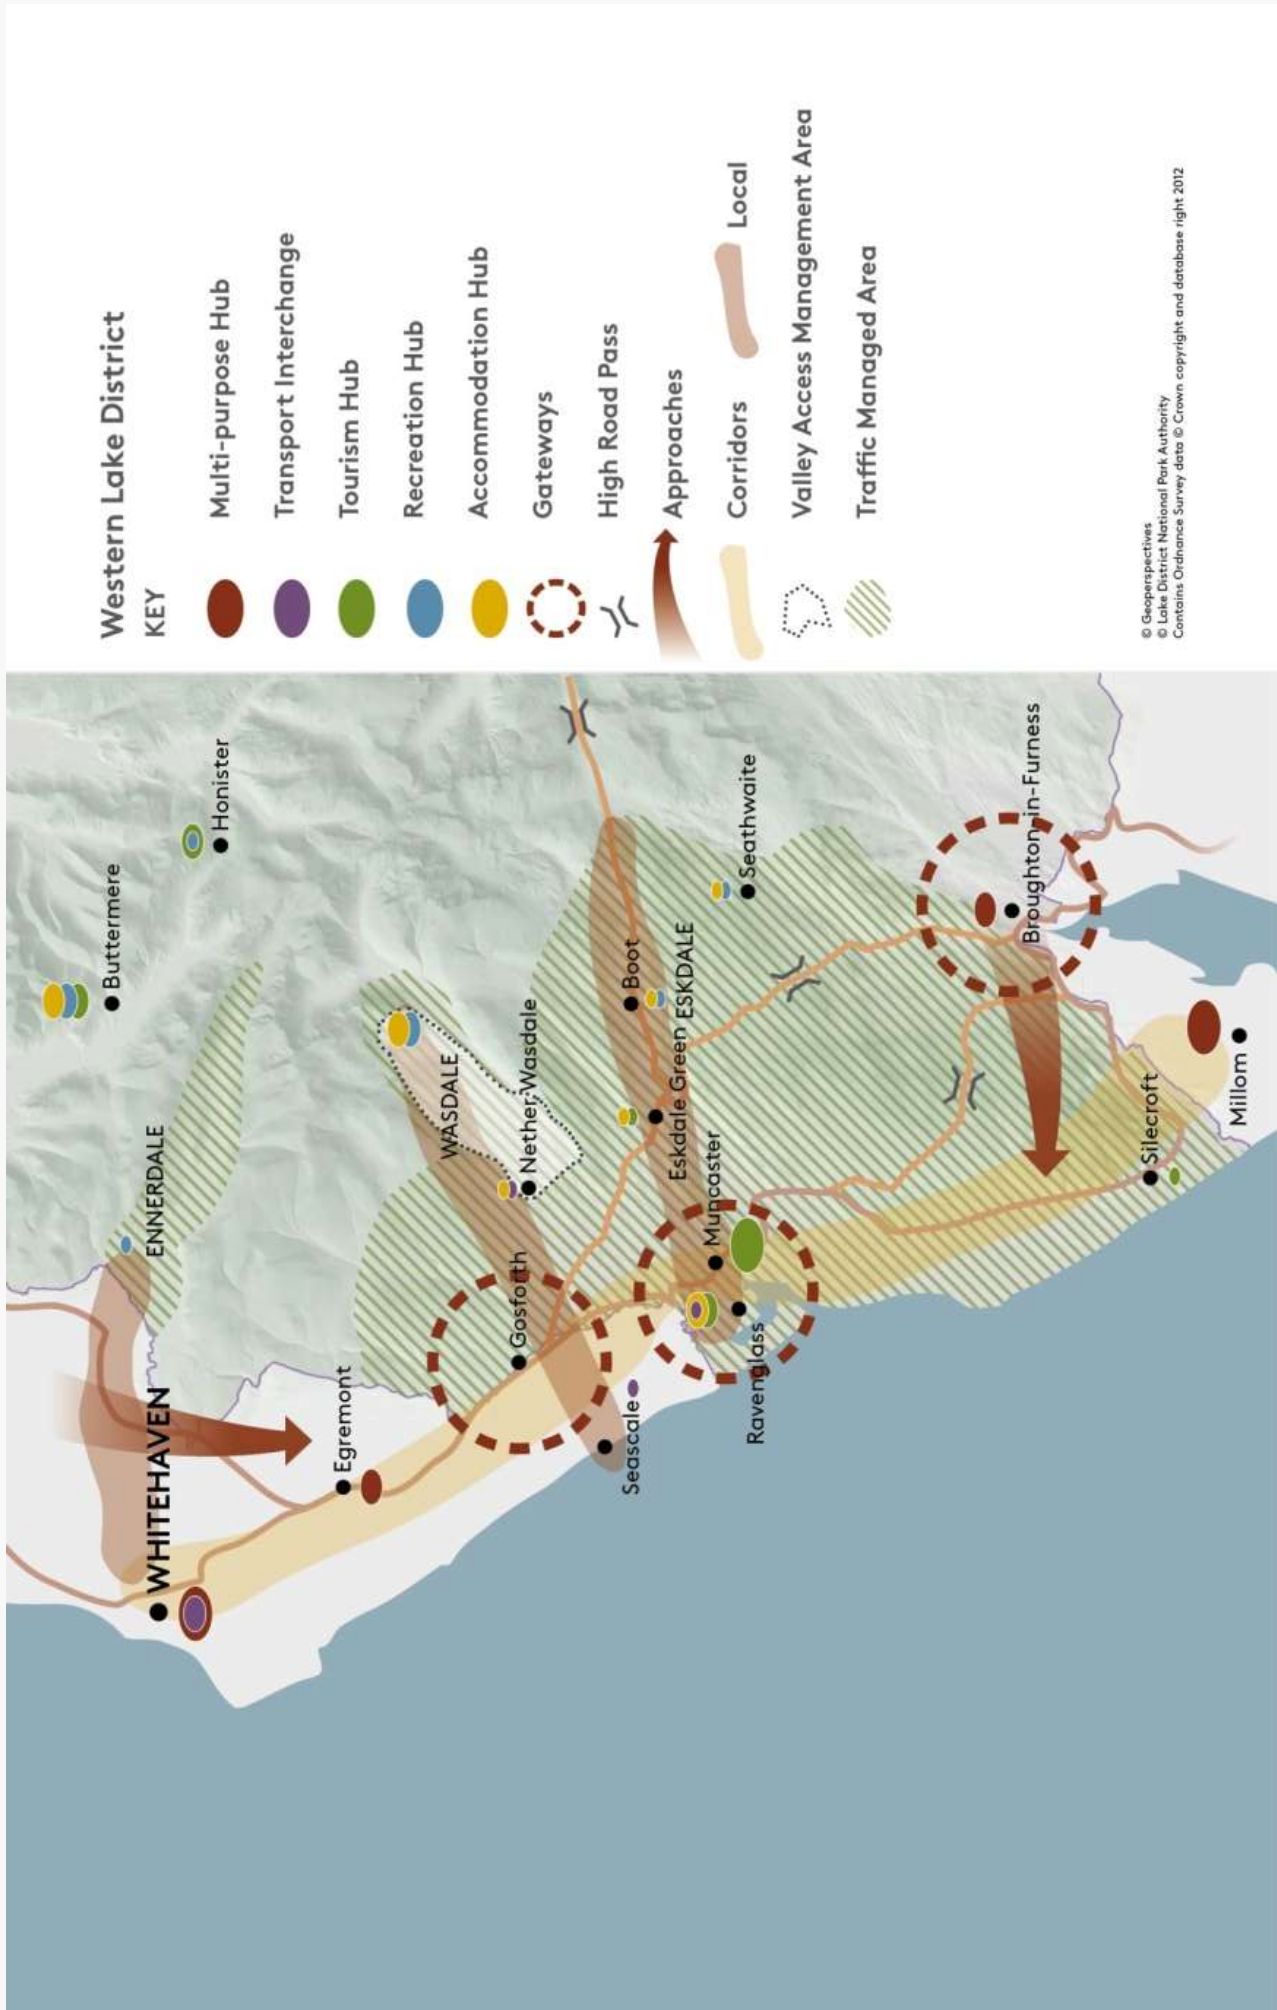 Western Lake District
KEY
Multi-purpose Hub
Transport Interchange
Tourism Hub
Recreation Hub
Accommodation Hub
Gateways
High Road Pass
Approaches
Corridors
Local
Valley Access Management Area
Traffic Managed Area
© Geoperspectives
© Lake District National Park Authority
Contains Ordnance Survey data © Crown copyright and database right 2012
Buttermere
Honister
ENNERDALE
WHITEHAVEN
Egremont
WASDALE
Nether Wasdale
Gosforth
Seascale
Boot
Eskdale Green
ESKDALE
Seathwaite
Muncaster
Ravenglass
Broughton-in-Furness
Silecroft
Millom